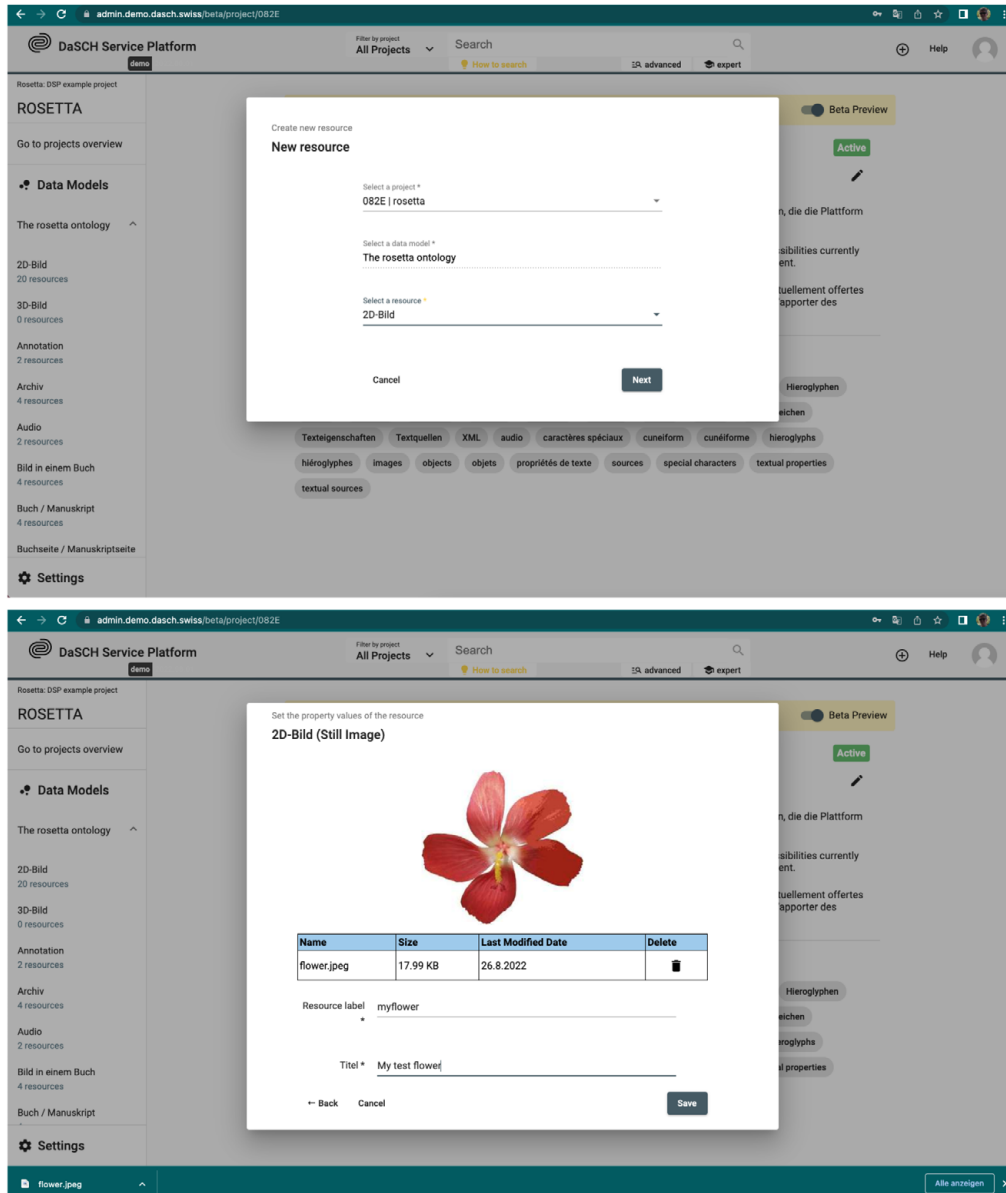 admin.demo.dasch.swiss/beta/project/082E
DaSCH Service Platform
demo
Filter by project
All Projects
Search
How to search
advanced
expert
Help
Rosetta: DSP example project
ROSETTA
Go to projects overview
Data Models
The rosetta ontology
2D-Bild
20 resources
3D-Bild
0 resources
Annotation
2 resources
Archiv
4 resources
Audio
2 resources
Bild in einem Buch
4 resources
Buch / Manuskript
4 resources
Buchseite / Manuskriptseite
Settings
Beta Preview
Active
Create new resource
New resource
Select a project *
082E | rosetta
Select a data model *
The rosetta ontology
Select a resource *
2D-Bild
Cancel Next
n, die die Plattform
sibilities currently
ent.
tuellement offertes
'apporter des
Hieroglyphen
eichen
Texteigenschaften Textquellen XML audio caractères spéciaux cuneiform cunéiforme hieroglyphs
hiéroglyphes images objects objets propriétés de texte sources special characters textual properties
textual sources
admin.demo.dasch.swiss/beta/project/082E
DaSCH Service Platform
demo
Filter by project
All Projects
Search
How to search
advanced
expert
Help
Rosetta: DSP example project
ROSETTA
Go to projects overview
Data Models
The rosetta ontology
2D-Bild
20 resources
3D-Bild
0 resources
Annotation
2 resources
Archiv
4 resources
Audio
2 resources
Bild in einem Buch
4 resources
Buch / Manuskript
Settings
Beta Preview
Active
Set the property values of the resource
2D-Bild (Still Image)
Name Size Last Modified Date Delete
flower.jpeg 17.99 KB 26.8.2022
Resource label * myflower
Titel * My test flower
← Back Cancel Save
n, die die Plattform
sibilities currently
ent.
tuellement offertes
'apporter des
Hieroglyphen
eichen
eroglyphs
al properties
flower.jpeg
Alle anzeigen